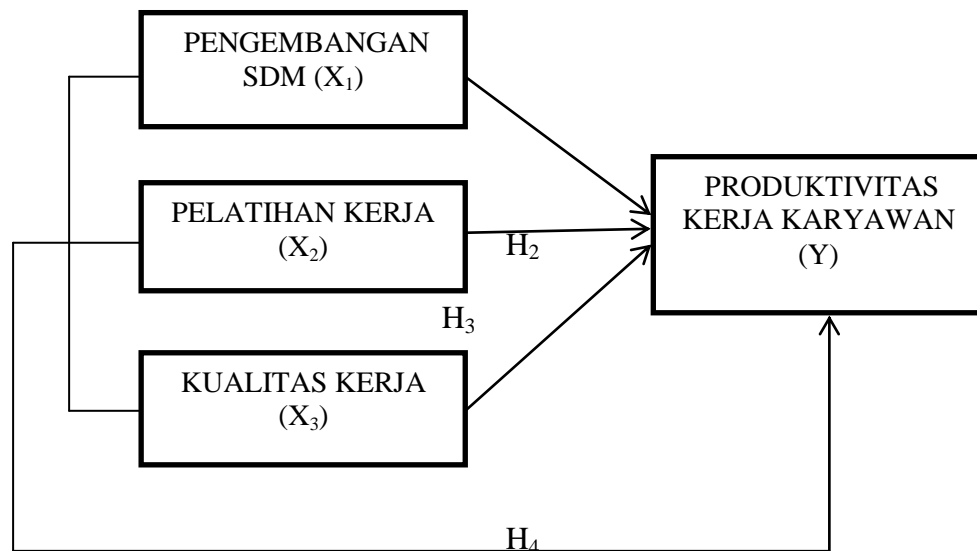 PENGEMBANGAN
SDM (X₁)
PELATIHAN KERJA
(X₂)
KUALITAS KERJA
(X₃)
PRODUKTIVITAS
KERJA KARYAWAN
(Y)
H₂
H₃
H₄